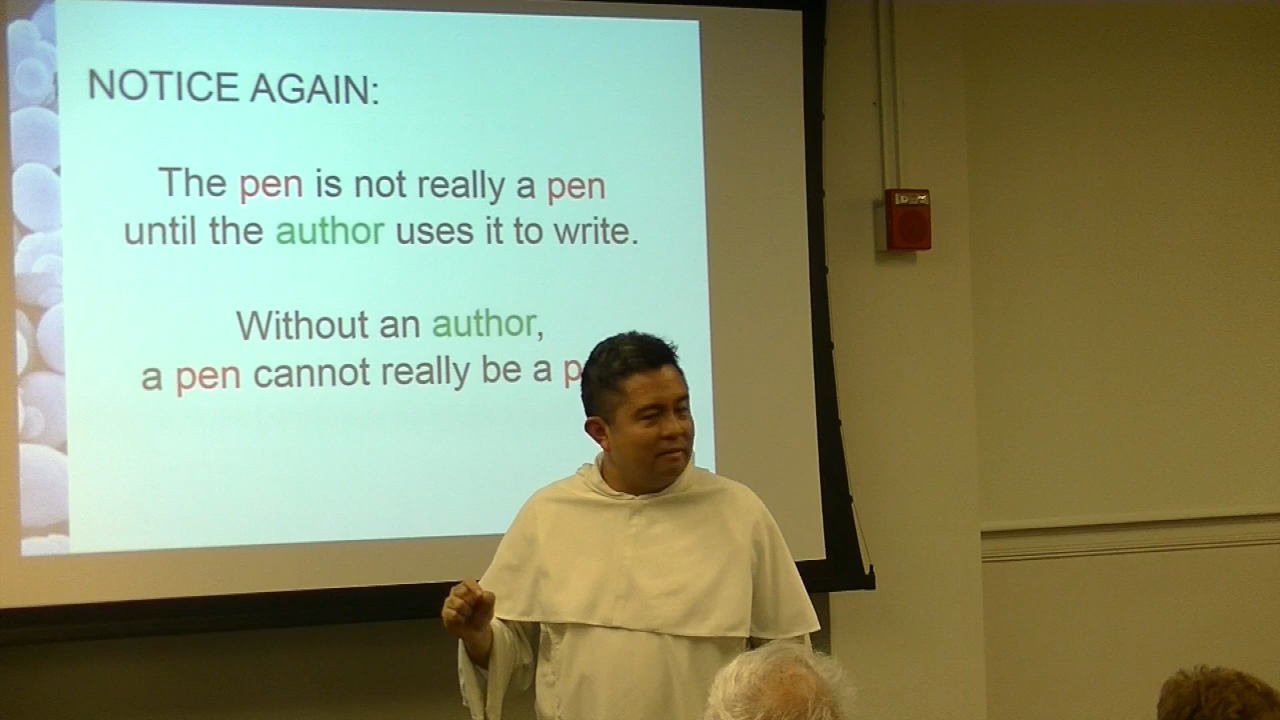 NOTICE AGAIN:
The pen is not really a pen
until the author uses it to write.
Without an author,
a pen cannot really be a